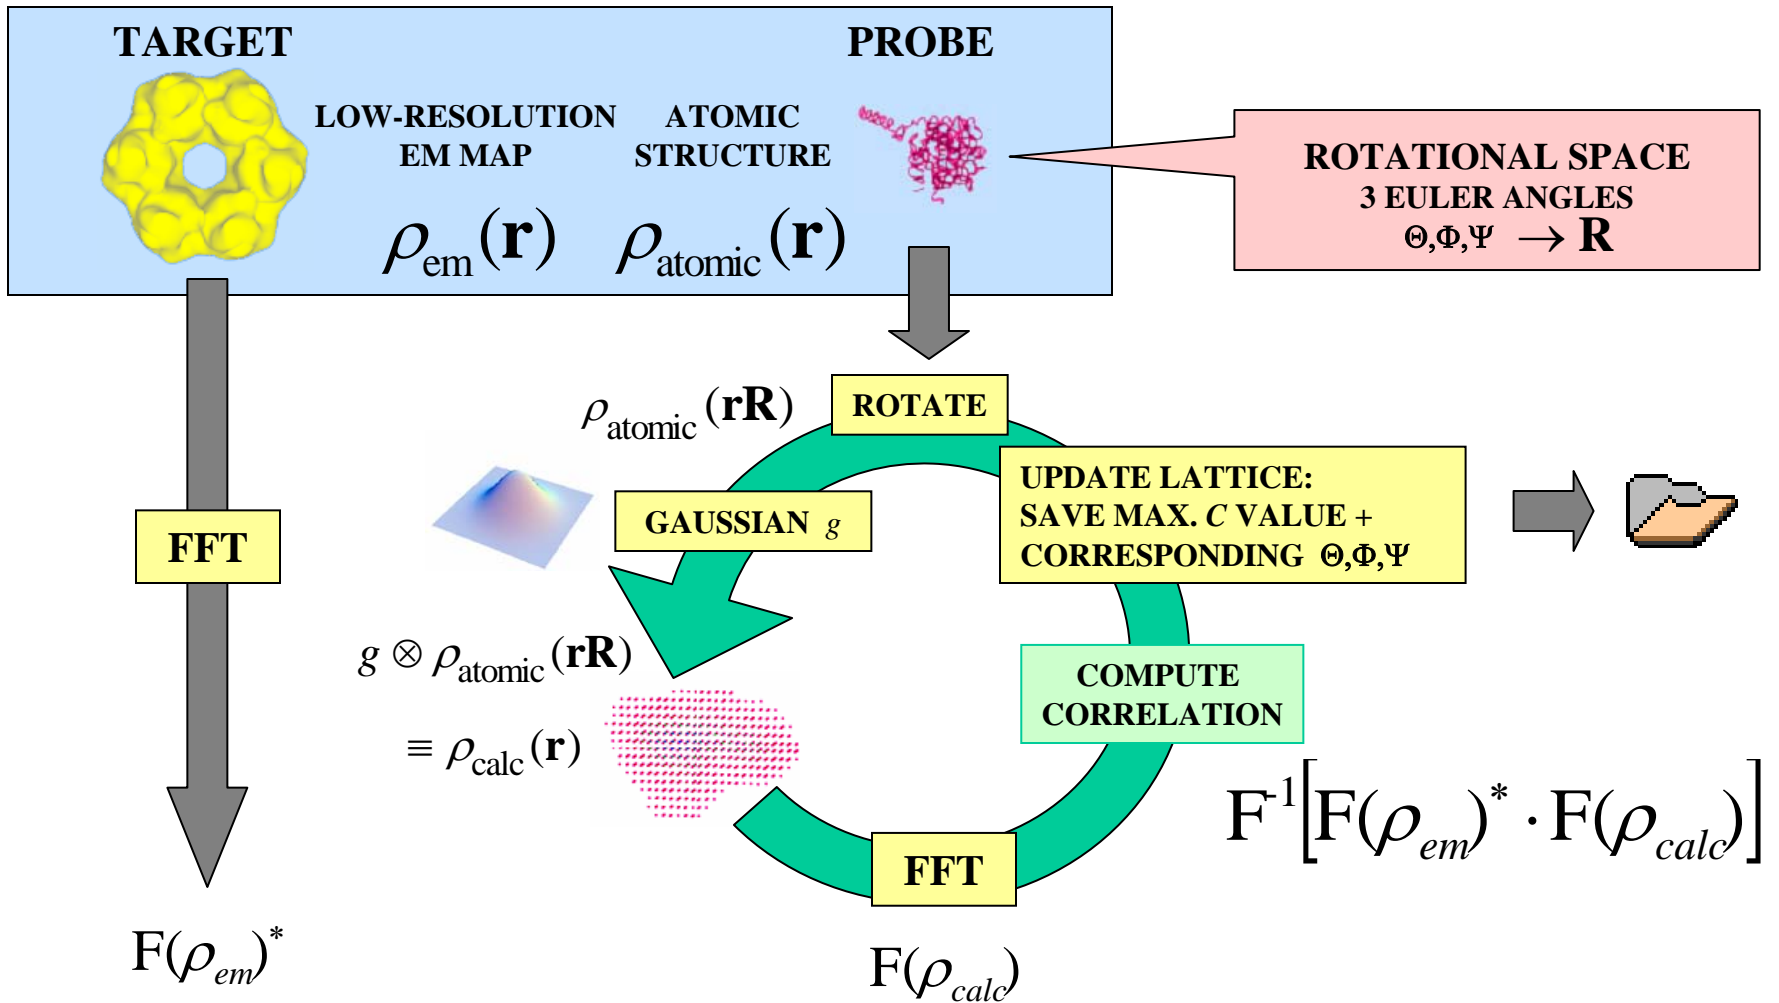 TARGET
PROBE
LOW-RESOLUTION
EM MAP
ATOMIC
STRUCTURE
ρem(r)
ρatomic(r)
ROTATIONAL SPACE
3 EULER ANGLES
Θ,Φ,Ψ → R
ρatomic(rR)
ROTATE
UPDATE LATTICE:
SAVE MAX. C VALUE +
CORRESPONDING Θ,Φ,Ψ
GAUSSIAN g
FFT
g ⊗ ρatomic(rR)
≡ ρcalc(r)
COMPUTE
CORRELATION
F-1[F(ρem)* · F(ρcalc)]
FFT
F(ρem)*
F(ρcalc)